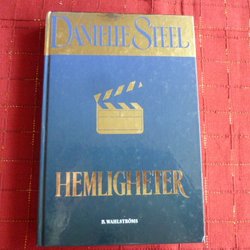 DANIELLE STEEL
HEMLIGHETER
B. WAHLSTRÖMS